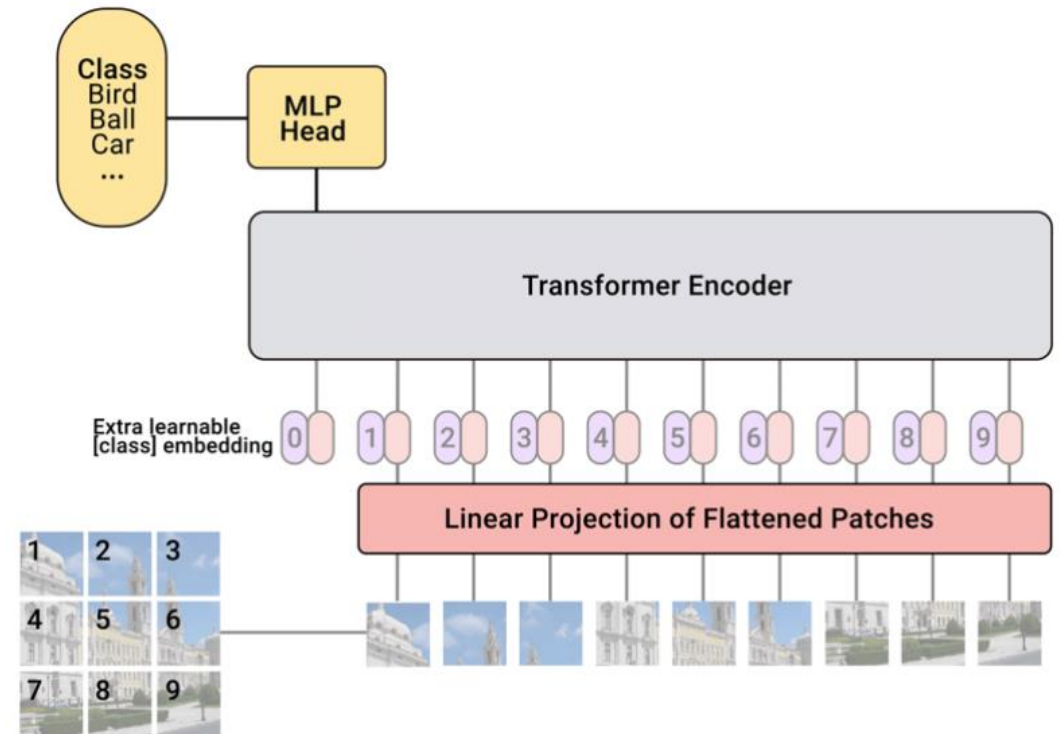 Class
Bird
Ball
Car
...
MLP
Head
Transformer Encoder
Extra learnable
[class] embedding
0 1 2 3 4 5 6 7 8 9
Linear Projection of Flattened Patches
1 2 3
4 5 6
7 8 9